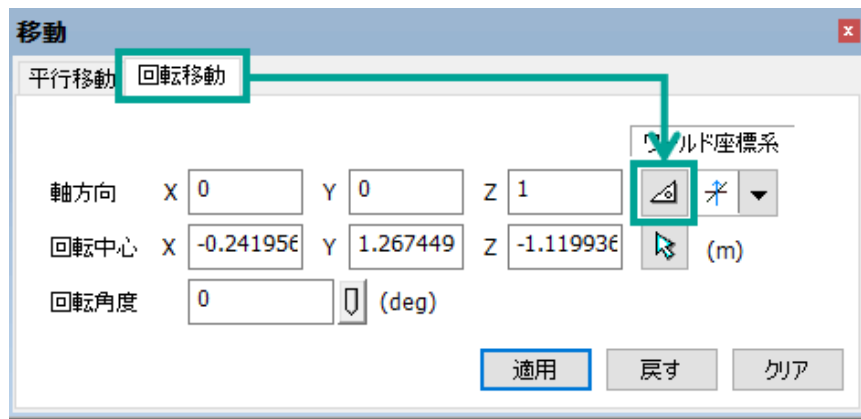 移動
平行移動 回転移動
ワールド座標系
軸方向 X 0 Y 0 Z 1
回転中心 X -0.241956 Y 1.267449 Z -1.119936 (m)
回転角度 0 (deg)
適用 戻す クリア